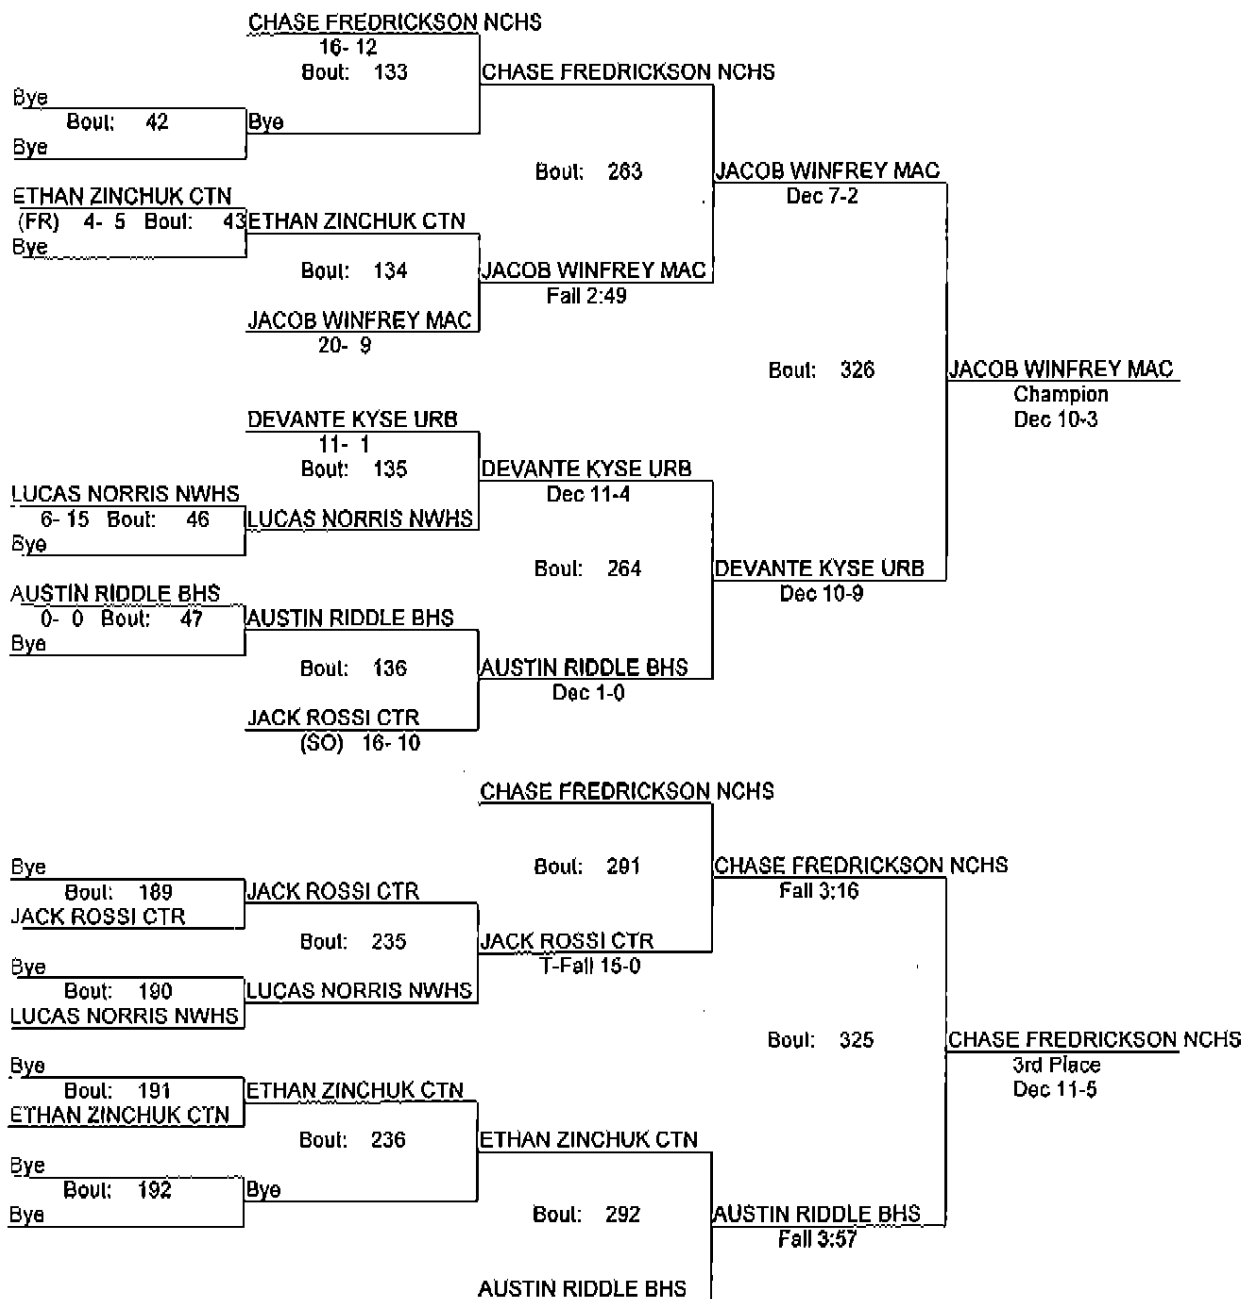 CHASE FREDRICKSON NCHS
16- 12
Bout: 133
CHASE FREDRICKSON NCHS
Bye
Bout: 42
Bye
Bye
Bout: 263
JACOB WINFREY MAC
Dec 7-2
ETHAN ZINCHUK CTN
(FR) 4- 5 Bout: 43
ETHAN ZINCHUK CTN
Bye
Bout: 134
JACOB WINFREY MAC
Fall 2:49
JACOB WINFREY MAC
20- 9
Bout: 326
JACOB WINFREY MAC
Champion
Dec 10-3
DEVANTE KYSE URB
11- 1
Bout: 135
DEVANTE KYSE URB
Dec 11-4
LUCAS NORRIS NWHS
6- 15 Bout: 46
LUCAS NORRIS NWHS
Bye
Bout: 264
DEVANTE KYSE URB
Dec 10-9
AUSTIN RIDDLE BHS
0- 0 Bout: 47
AUSTIN RIDDLE BHS
Bye
Bout: 136
AUSTIN RIDDLE BHS
Dec 1-0
JACK ROSSI CTR
(SO) 16- 10
CHASE FREDRICKSON NCHS
Bout: 291
CHASE FREDRICKSON NCHS
Fall 3:16
Bye
Bout: 189
JACK ROSSI CTR
JACK ROSSI CTR
Bout: 235
JACK ROSSI CTR
T-Fall 15-0
Bye
Bout: 190
LUCAS NORRIS NWHS
LUCAS NORRIS NWHS
Bout: 325
CHASE FREDRICKSON NCHS
3rd Place
Dec 11-5
Bye
Bout: 191
ETHAN ZINCHUK CTN
ETHAN ZINCHUK CTN
Bout: 236
ETHAN ZINCHUK CTN
Bye
Bout: 192
Bye
Bye
Bout: 292
AUSTIN RIDDLE BHS
Fall 3:57
AUSTIN RIDDLE BHS